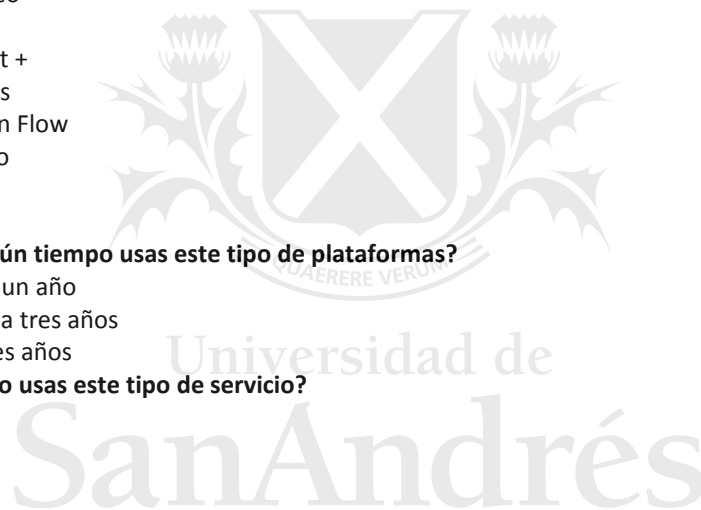 t +
s
n Flow
o
ún tiempo usas este tipo de plataformas?
QUAERERE VERUM
un año
a tres años
es años
Universidad de
o usas este tipo de servicio?
SanAndrés